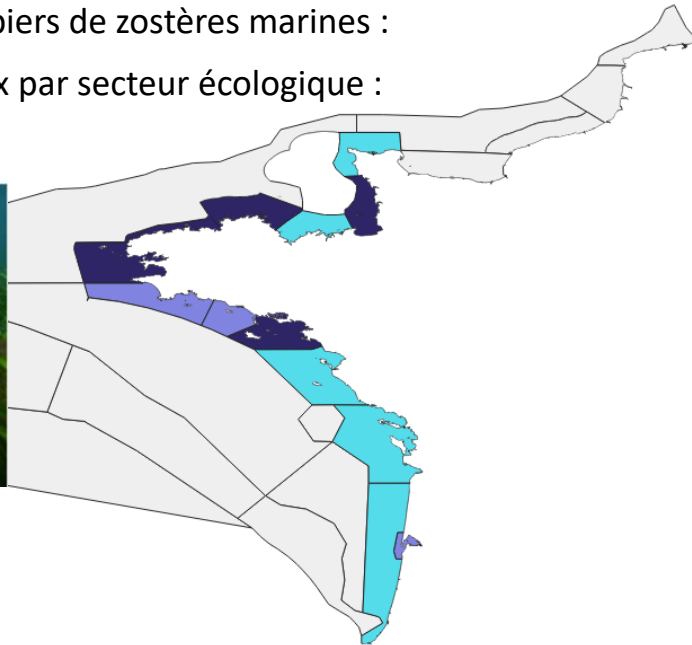 piers de zostères marines :
x par secteur écologique :